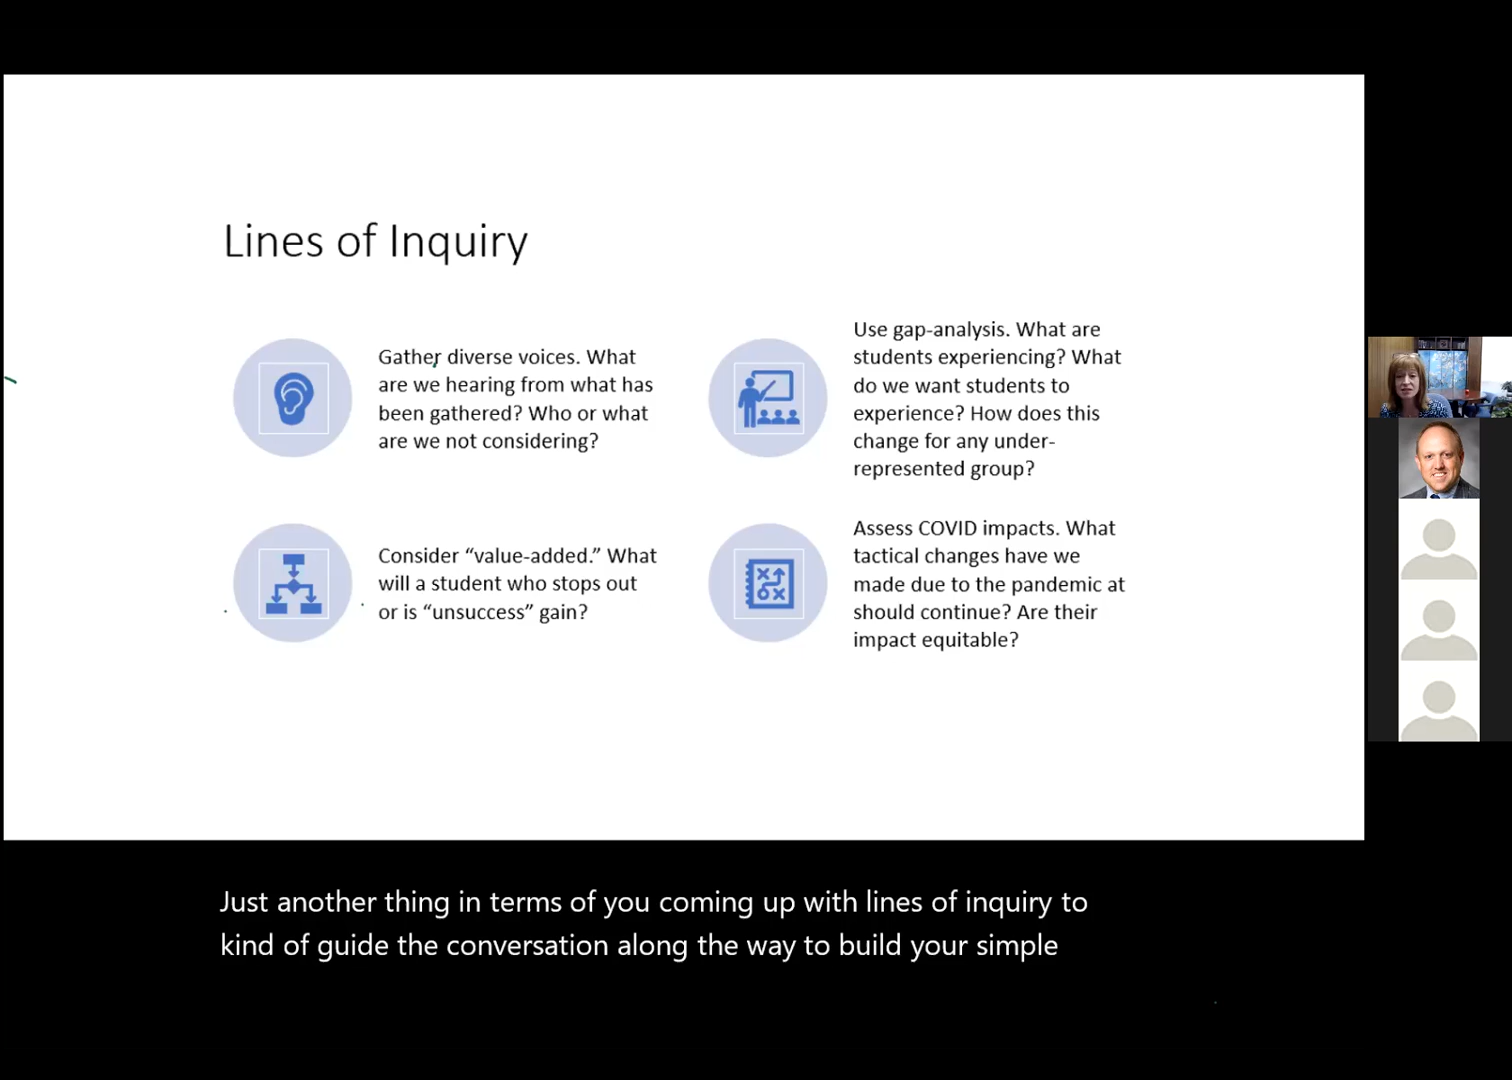 Lines of Inquiry
Gather diverse voices. What
are we hearing from what has
been gathered? Who or what
are we not considering?
Use gap-analysis. What are
students experiencing? What
do we want students to
experience? How does this
change for any under-
represented group?
Consider “value-added.” What
will a student who stops out
or is “unsuccess” gain?
Assess COVID impacts. What
tactical changes have we
made due to the pandemic at
should continue? Are their
impact equitable?
Just another thing in terms of you coming up with lines of inquiry to
kind of guide the conversation along the way to build your simple